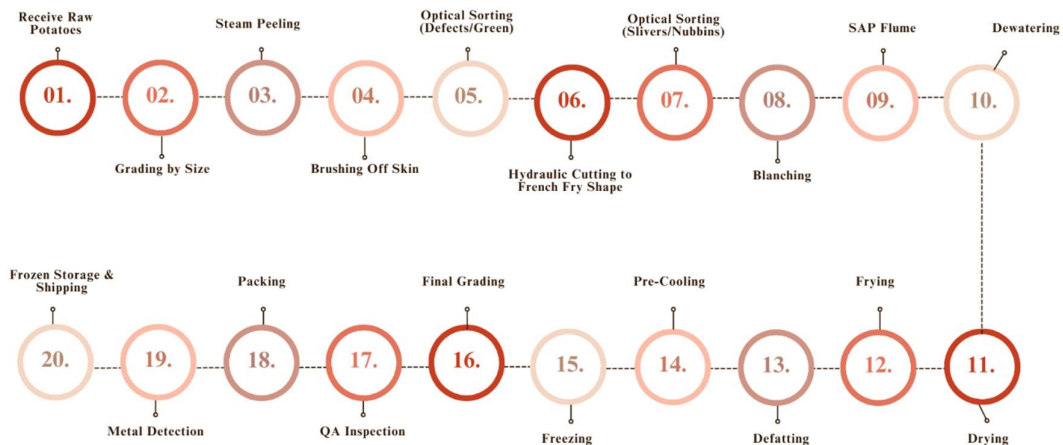 Receive Raw
Potatoes
01.
02.
Grading by Size
Steam Peeling
03.
04.
Brushing Off Skin
Optical Sorting
(Defects/Green)
05.
06.
Hydraulic Cutting to
French Fry Shape
Optical Sorting
(Slivers/Nubbins)
07.
08.
Blanching
SAP Flume
09.
Dewatering
10.
11.
Drying
Frying
12.
13.
Defatting
Pre-Cooling
14.
15.
Freezing
Final Grading
16.
17.
QA Inspection
Packing
18.
19.
Metal Detection
Frozen Storage &
Shipping
20.